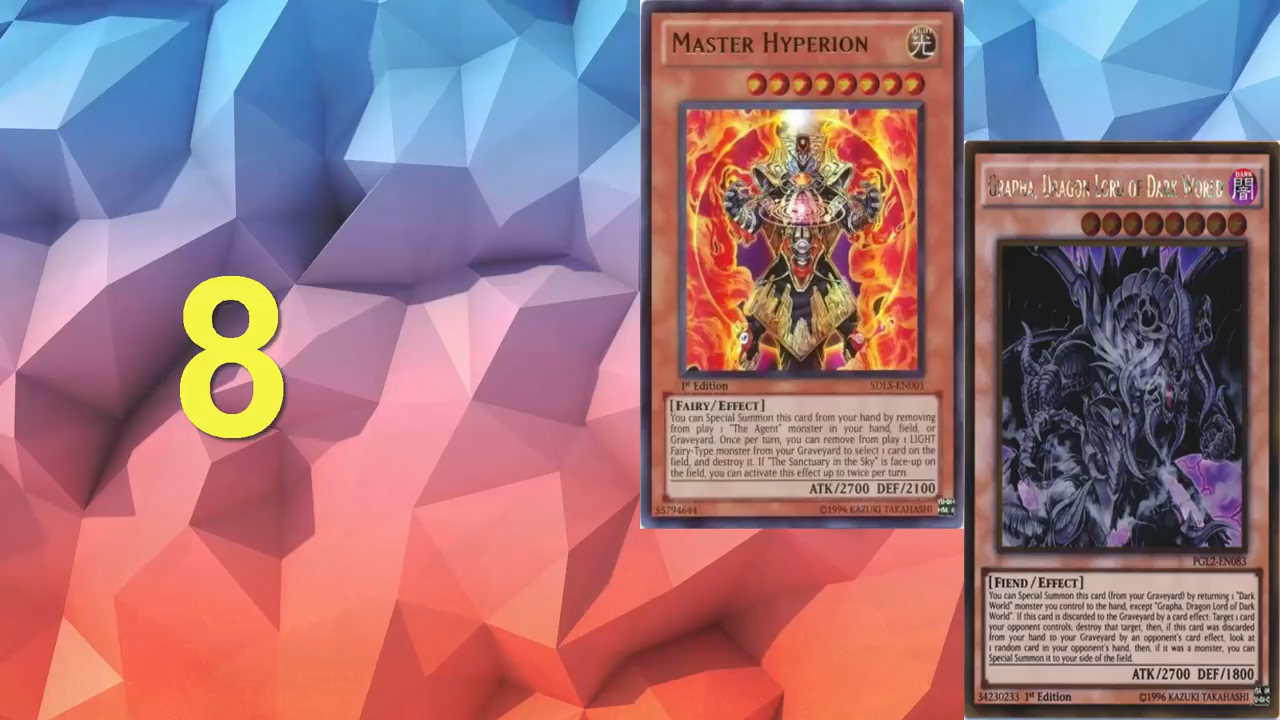 8
MASTER HYPERION
LIGHT
光
1st Edition
SDLS-EN001
[FAIRY/EFFECT]
You can Special Summon this card from your hand by removing
from play 1 "The Agent" monster in your hand, field, or
Graveyard. Once per turn, you can remove from play 1 LIGHT
Fairy-Type monster from your Graveyard to select 1 card on the
field, and destroy it. If "The Sanctuary in the Sky" is face-up on
the field, you can activate this effect up to twice per turn.
ATK/2700 DEF/2100
55794644
©1996 KAZUKI TAKAHASHI
GRAPHA, DRAGON LORD OF DARK WORLD
DARK
闇
PGL2-EN083
[FIEND/EFFECT]
You can Special Summon this card (from your Graveyard) by returning 1 "Dark
World" monster you control to the hand, except "Grapha, Dragon Lord of Dark
World". If this card is discarded to the Graveyard by a card effect: Target 1 card
your opponent controls; destroy that target, then, if this card was discarded
from your hand to your Graveyard by an opponent's card effect, look at
1 random card in your opponent's hand, then, if it was a monster, you can
Special Summon it to your side of the field.
ATK/2700 DEF/1800
34230233 1st Edition
©1996 KAZUKI TAKAHASHI